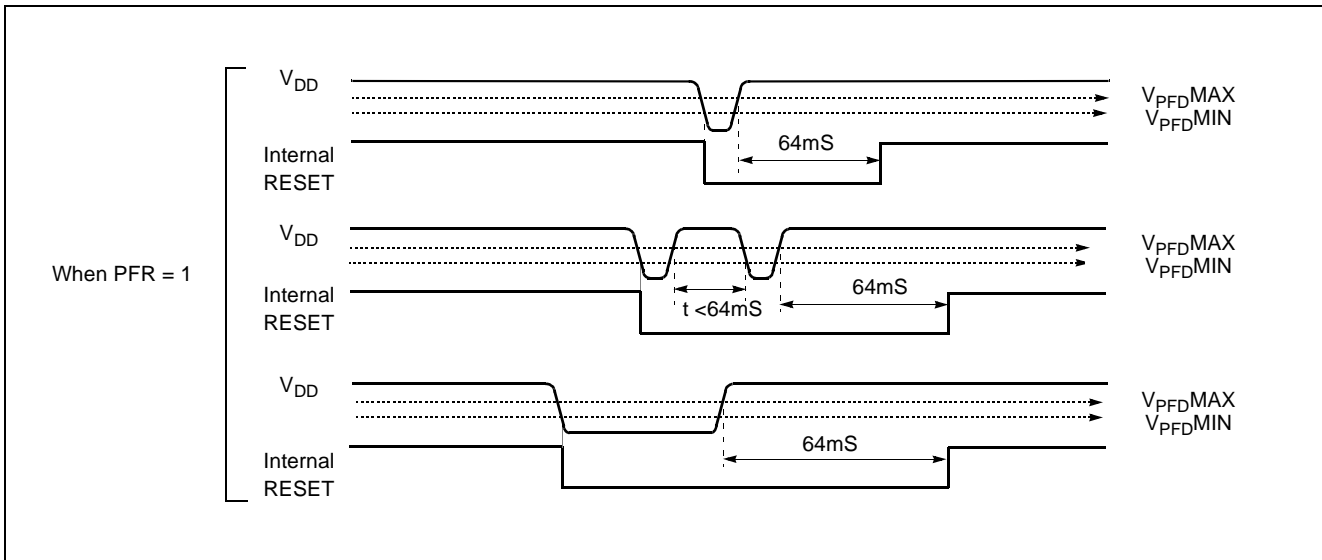 V_DD
V_PFD MAX
V_PFD MIN
Internal
RESET
64mS
V_DD
V_PFD MAX
V_PFD MIN
When PFR = 1
Internal
RESET
t <64mS
64mS
V_DD
V_PFD MAX
V_PFD MIN
Internal
RESET
64mS